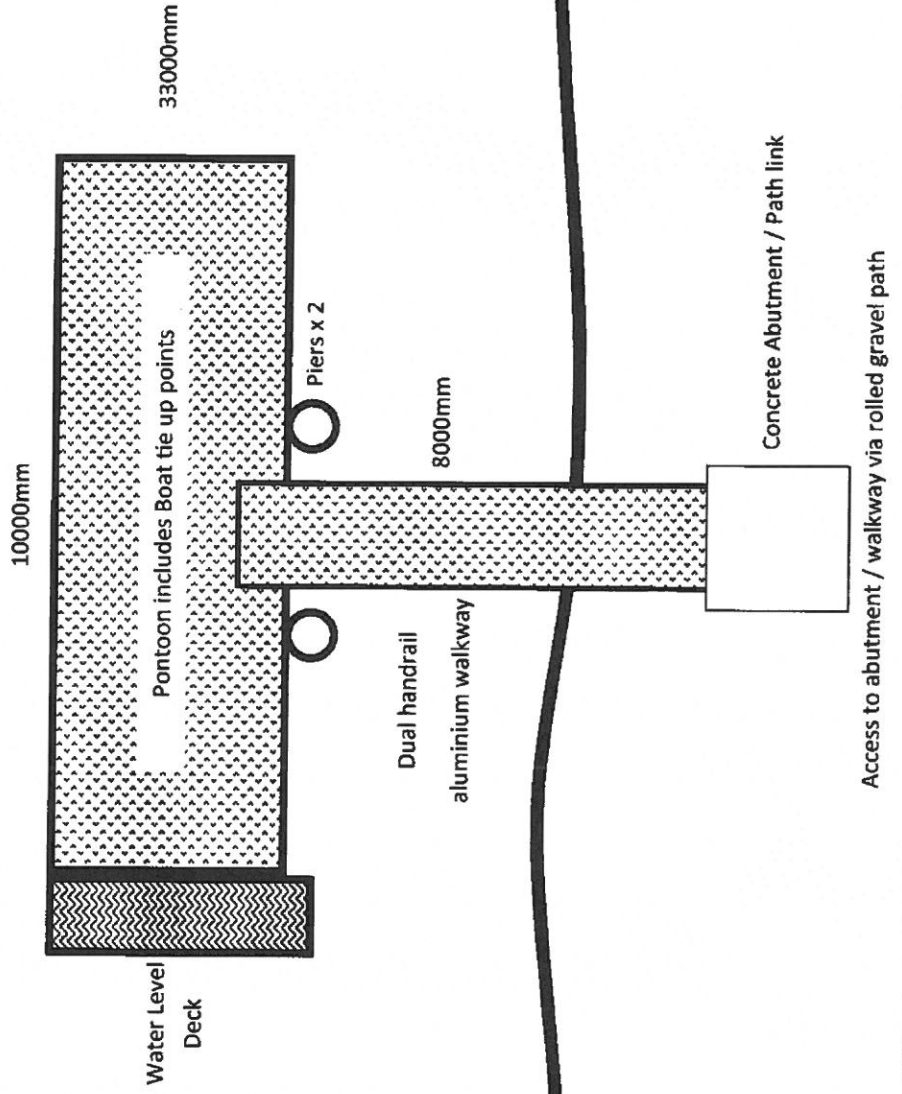 10000mm
33000mm
Pontoon includes Boat tie up points
Water Level
Deck
Piers x 2
Dual handrail
aluminium walkway
8000mm
Concrete Abutment / Path link
Access to abutment / walkway via rolled gravel path